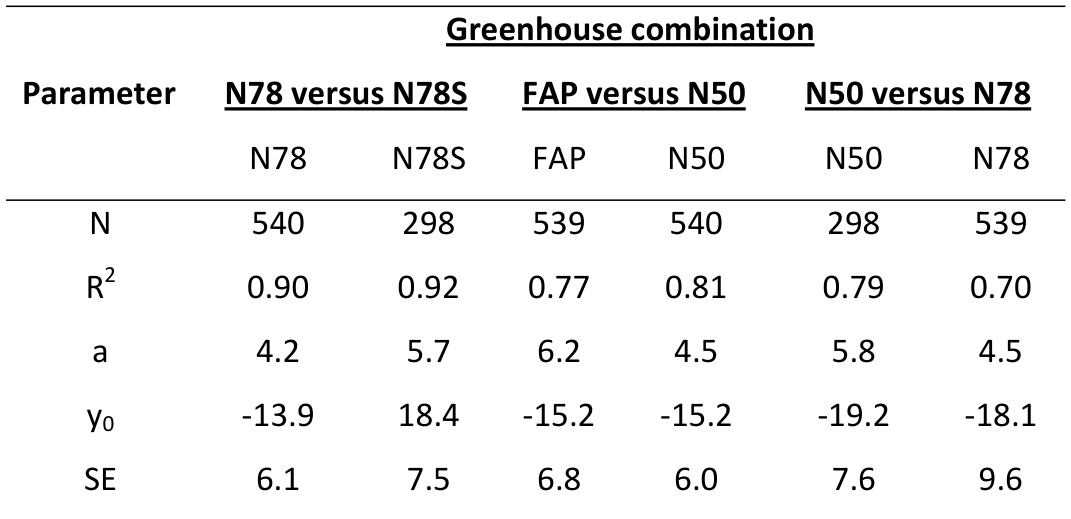 Greenhouse combination
Parameter N78 versus N78S FAP versus N50 N50 versus N78
N78 N78S FAP N50 N50 N78
N 540 298 539 540 298 539
R² 0.90 0.92 0.77 0.81 0.79 0.70
a 4.2 5.7 6.2 4.5 5.8 4.5
y₀ -13.9 18.4 -15.2 -15.2 -19.2 -18.1
SE 6.1 7.5 6.8 6.0 7.6 9.6